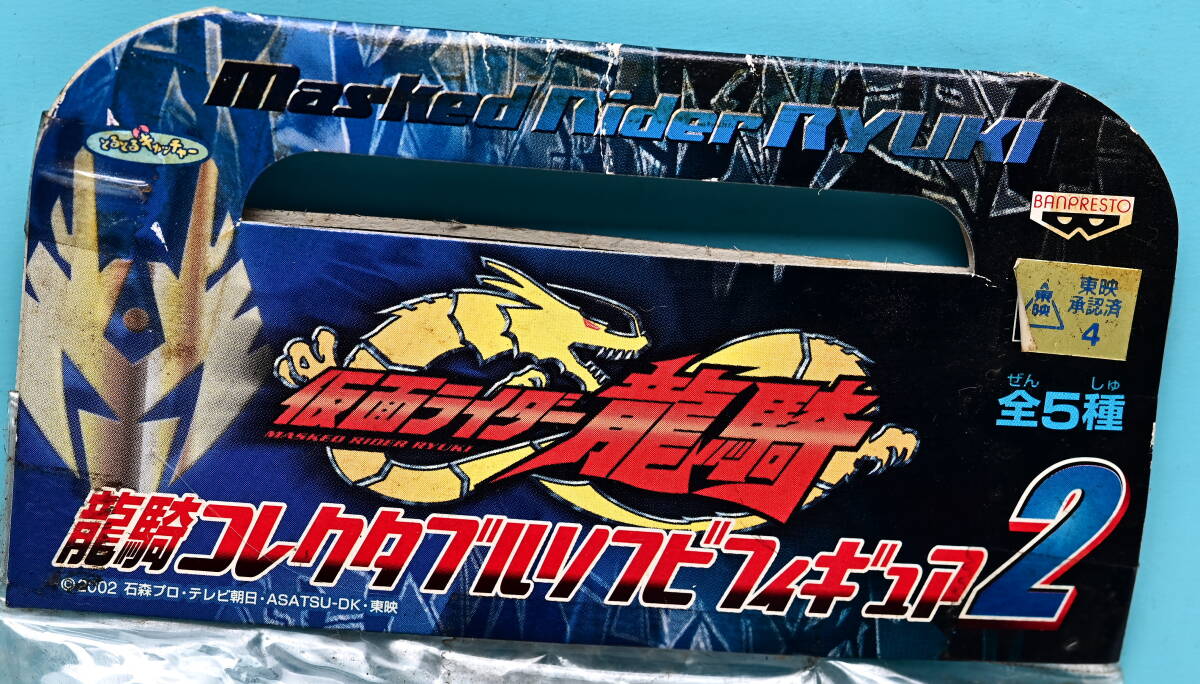 Masked Rider RYUKI
とるてるキャッチャー
BANPRESTO
東映
東映
承認済
4
ぜん しゅ
全5種
仮面ライダー龍騎
MASKED RIDER RYUKI
龍騎コレクタブルソフビフィギュア2
©2002 石森プロ・テレビ朝日・ASATSU-DK・東映